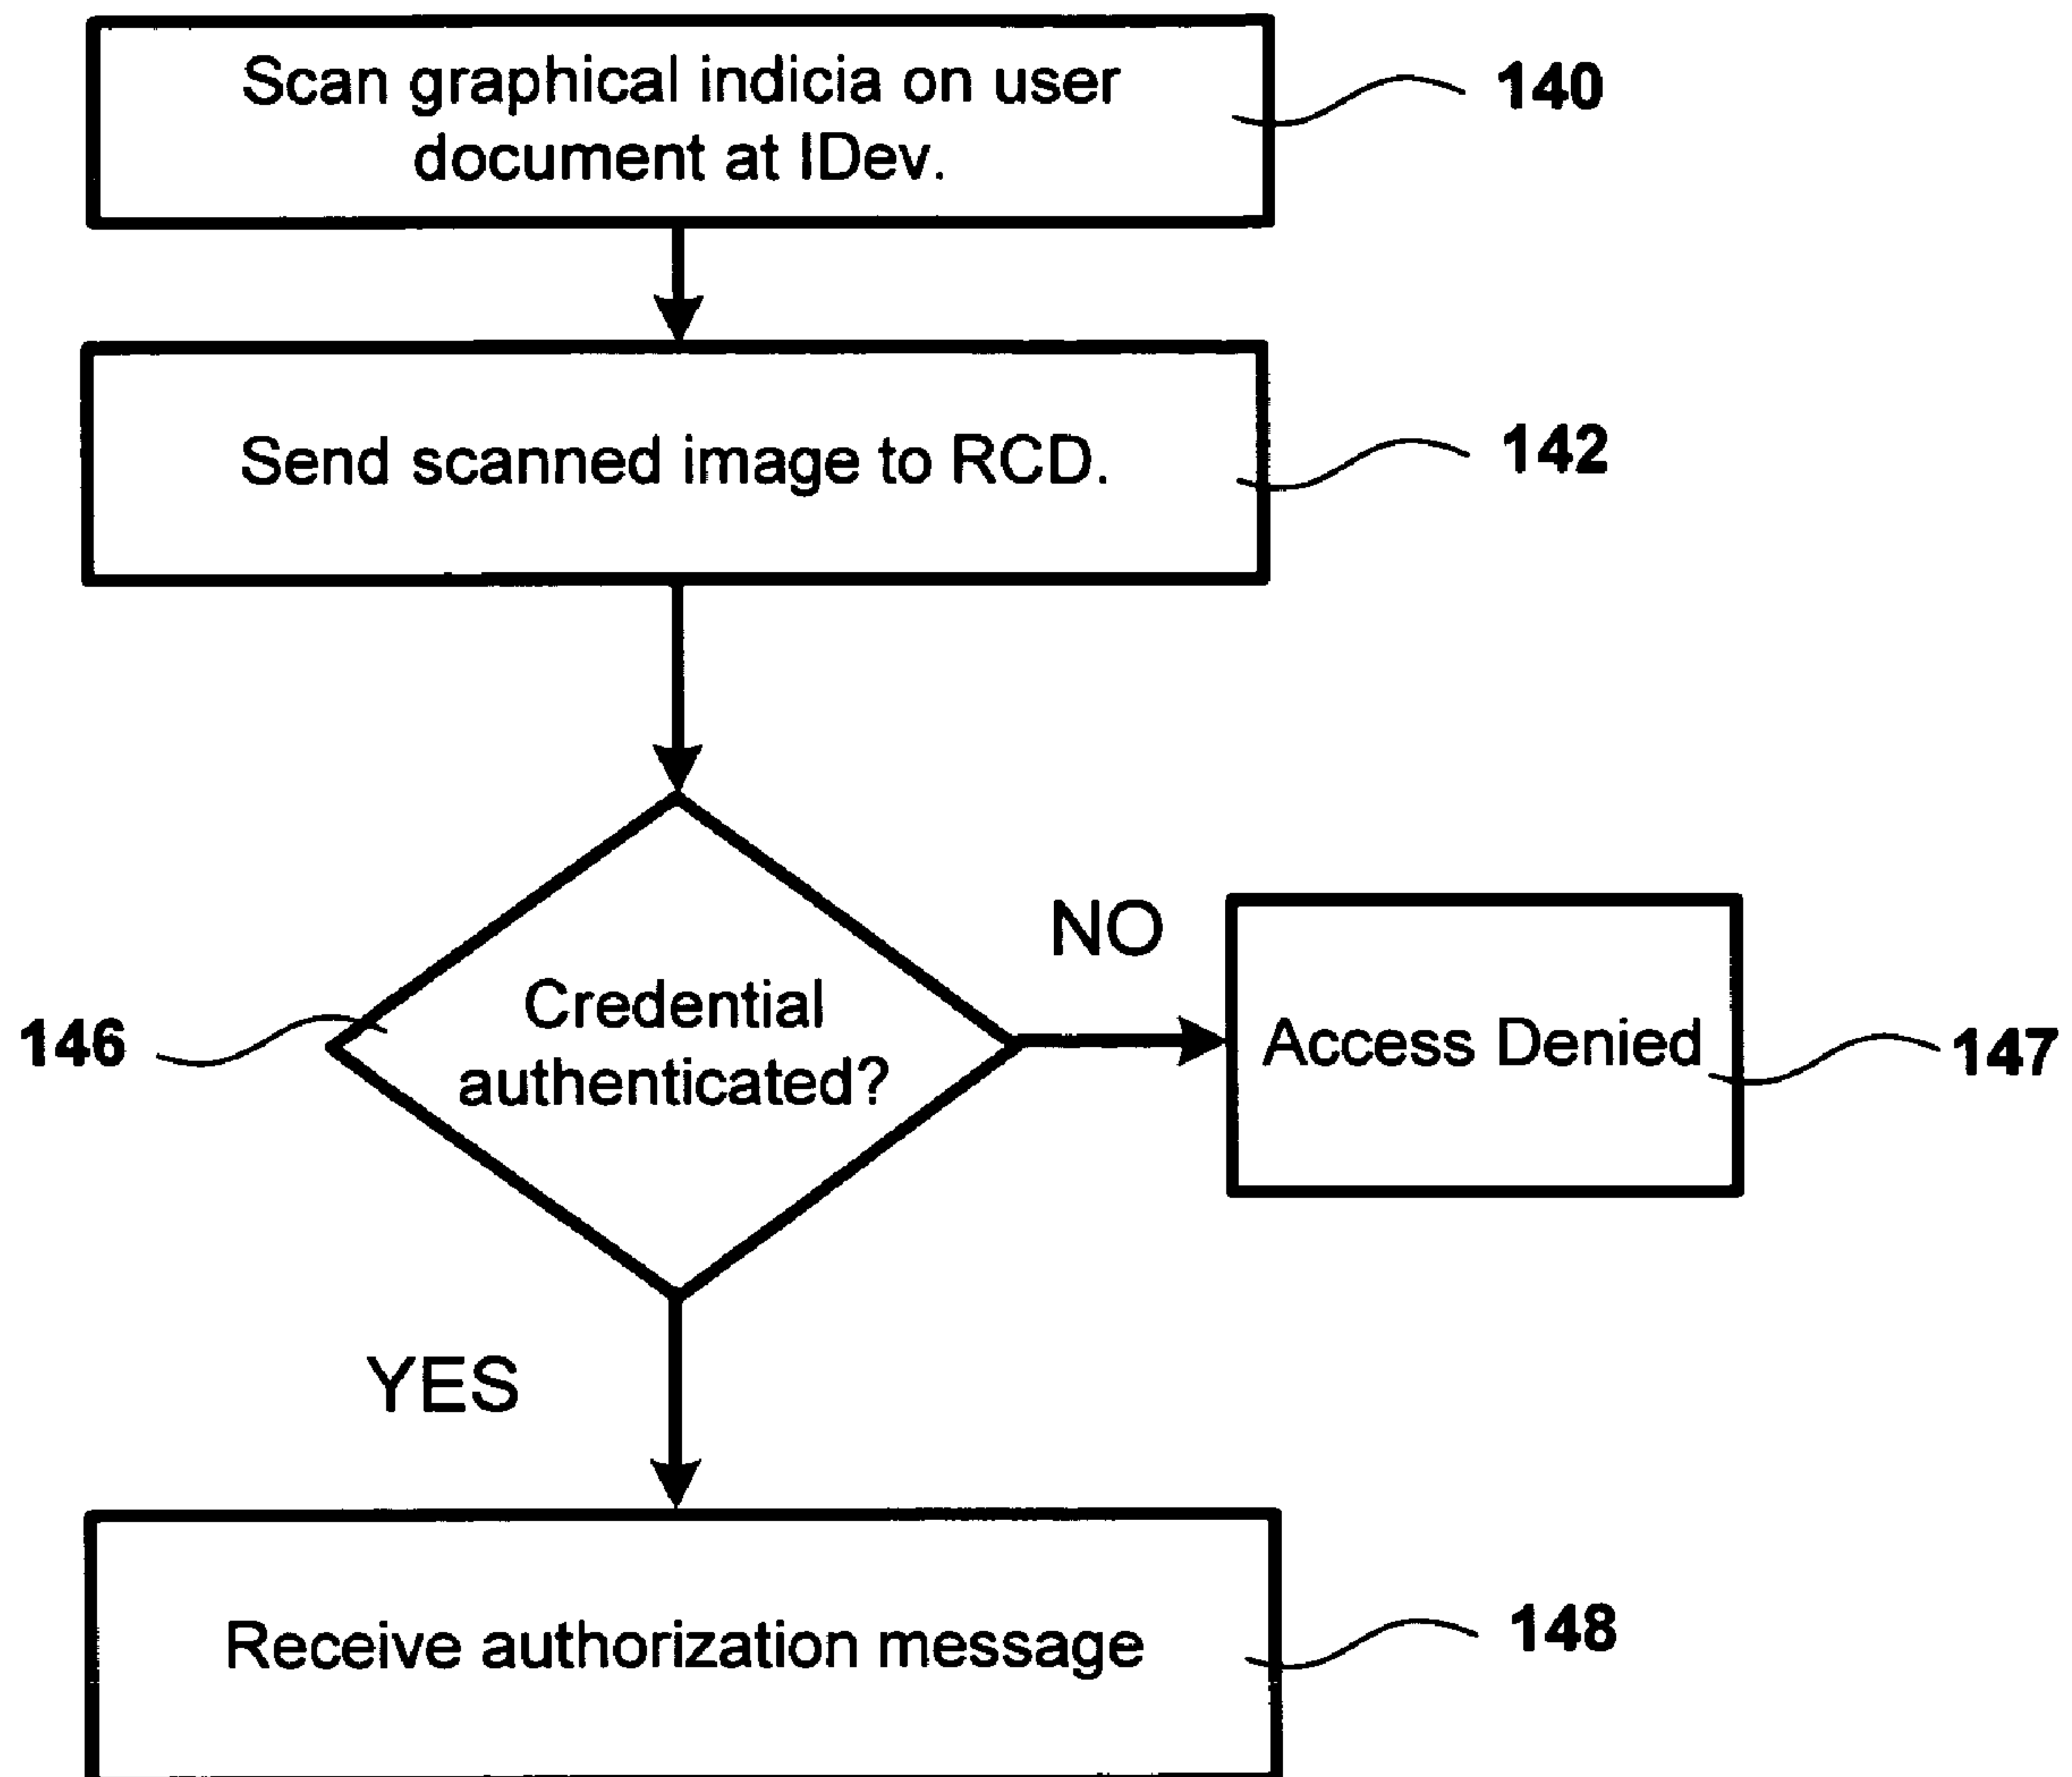 Scan graphical indicia on user
document at IDev.
140
Send scanned image to RCD.
142
NO
Credential
authenticated?
146
Access Denied
147
YES
Receive authorization message
148